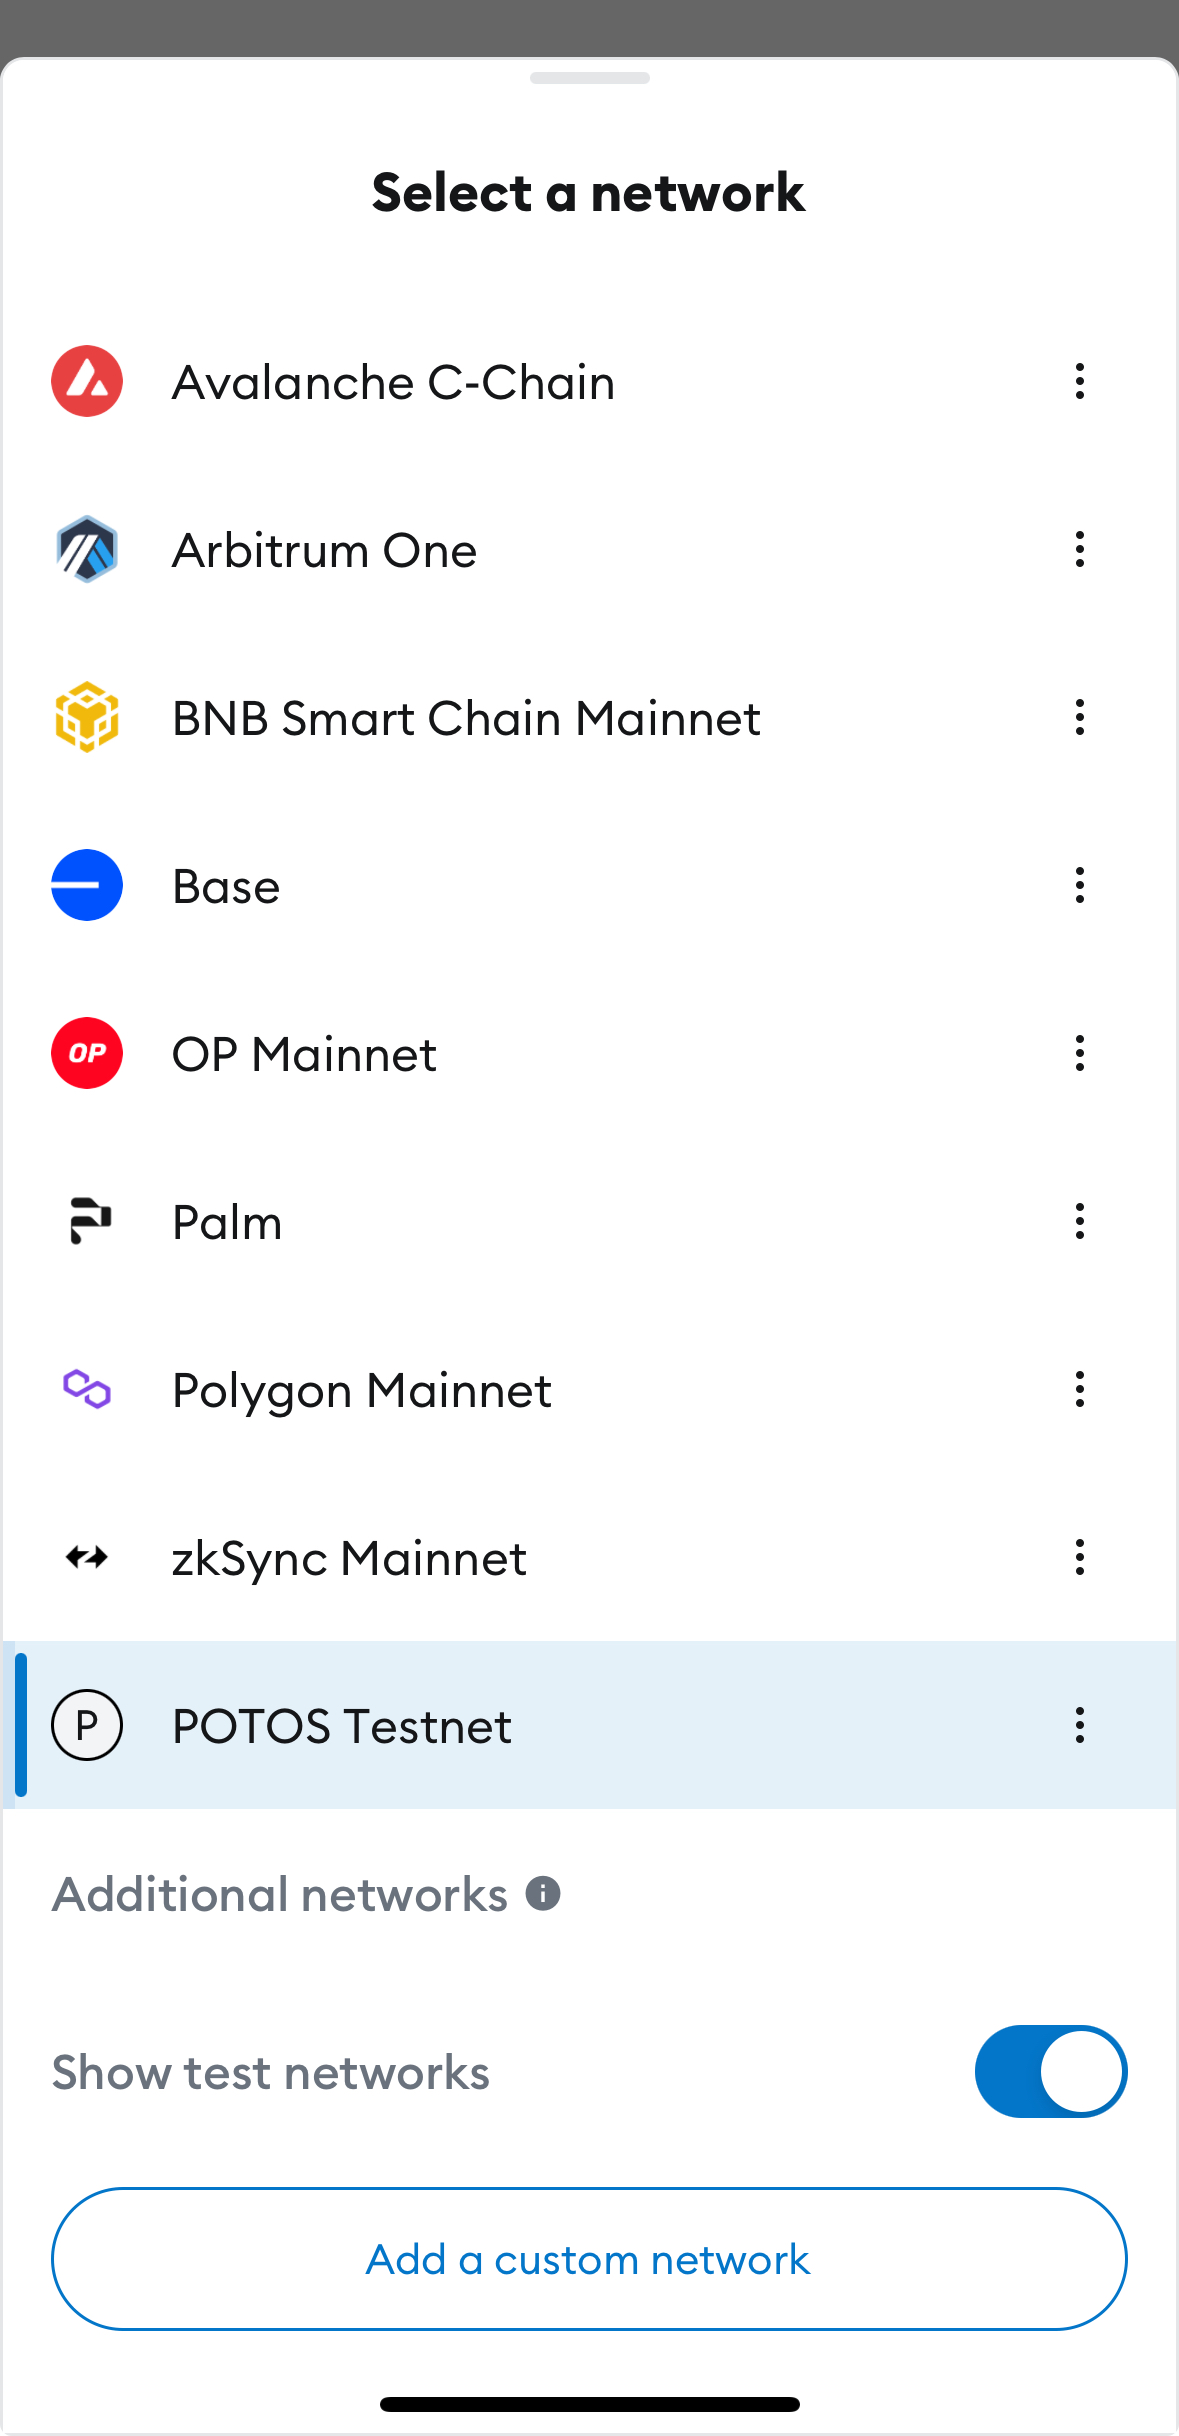 Select a network
Avalanche C-Chain
Arbitrum One
BNB Smart Chain Mainnet
Base
OP
OP Mainnet
Palm
Polygon Mainnet
zkSync Mainnet
P
POTOS Testnet
Additional networks
Show test networks
Add a custom network